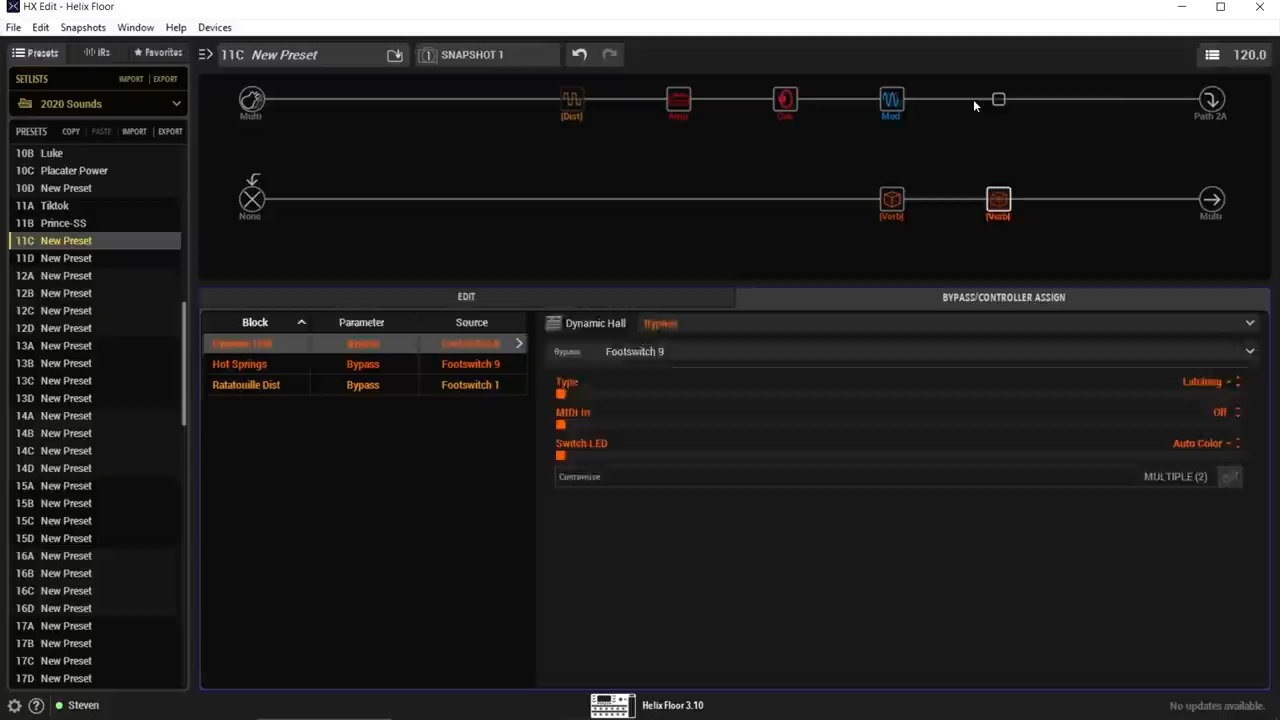 HX Edit - Helix Floor
File Edit Snapshots Window Help Devices
Presets IRs Favorites
11C New Preset
1 SNAPSHOT 1
120.0
SETLISTS IMPORT EXPORT
2020 Sounds
PRESETS COPY PASTE IMPORT EXPORT
10B Luke
10C Placater Power
10D New Preset
11A Tiktok
11B Prince-SS
11C New Preset
11D New Preset
12A New Preset
12B New Preset
12C New Preset
12D New Preset
13A New Preset
13B New Preset
13C New Preset
13D New Preset
14A New Preset
14B New Preset
14C New Preset
14D New Preset
15A New Preset
15B New Preset
15C New Preset
15D New Preset
16A New Preset
16B New Preset
16C New Preset
16D New Preset
17A New Preset
17B New Preset
17C New Preset
17D New Preset
Multi [Dist] Amp Cab Mod Path 2A
None [Verb] [Verb] Multi
EDIT BYPASS/CONTROLLER ASSIGN
Block Parameter Source
Dynamic Hall Bypass
Hot Springs Bypass Footswitch 9
Ratatouille Dist Bypass Footswitch 1
Dynamic Hall Bypass
Bypass Footswitch 9
Type Latching
MIDI In Off
Switch LED Auto Color
Customize MULTIPLE (2)
Steven
Helix Floor 3.10
No updates available.